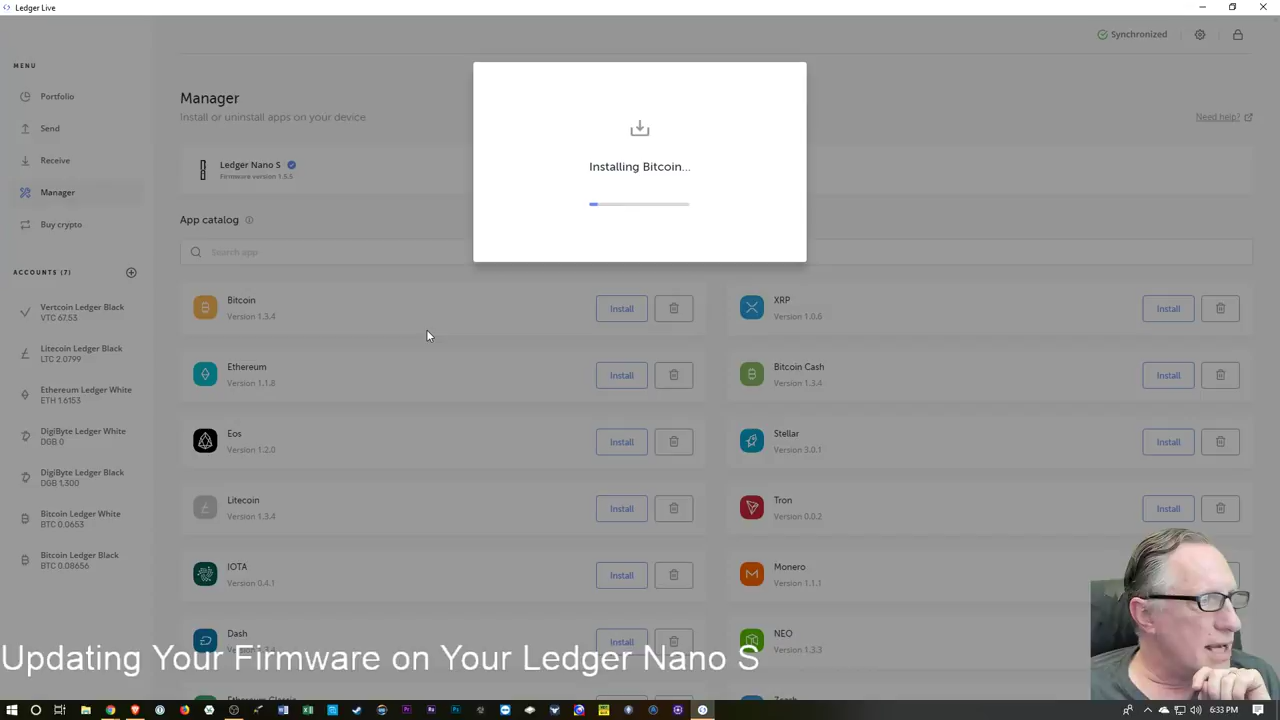 Ledger Live
Synchronized
MENU
Portfolio
Send
Receive
Manager
Buy crypto
ACCOUNTS (7)
Vertcoin Ledger Black
VTC 67.53
Litecoin Ledger Black
LTC 2.0799
Ethereum Ledger White
ETH 1.6153
DigiByte Ledger White
DGB 0
DigiByte Ledger Black
DGB 1,300
Bitcoin Ledger White
BTC 0.0653
Bitcoin Ledger Black
BTC 0.08656
Manager
Install or uninstall apps on your device
Need help?
Ledger Nano S
Firmware version 1.5.5
Installing Bitcoin...
App catalog
Search app
Bitcoin
Version 1.3.4
Install
XRP
Version 1.0.6
Install
Ethereum
Version 1.1.8
Install
Bitcoin Cash
Version 1.3.4
Install
Eos
Version 1.2.0
Install
Stellar
Version 3.0.1
Install
Litecoin
Version 1.3.4
Install
Tron
Version 0.0.2
Install
IOTA
Version 0.4.1
Install
Monero
Version 1.1.1
Dash
Install
NEO
Version 1.3.3
Updating Your Firmware on Your Ledger Nano S
6:33 PM